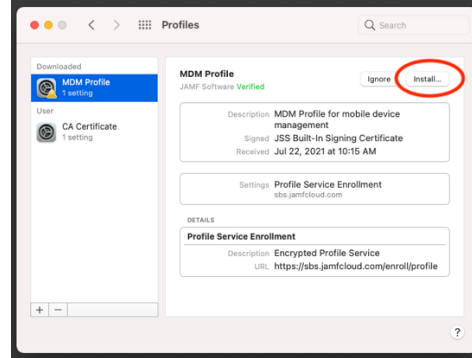 Profiles
Search
Downloaded
MDM Profile
1 setting
User
CA Certificate
1 setting
MDM Profile
JAMF Software Verified
Ignore
Install...
Description MDM Profile for mobile device
management
Signed JSS Built-In Signing Certificate
Received Jul 22, 2021 at 10:15 AM
Settings Profile Service Enrollment
sbs.jamfcloud.com
DETAILS
Profile Service Enrollment
Description Encrypted Profile Service
URL https://sbs.jamfcloud.com/enroll/profile
+ −
?